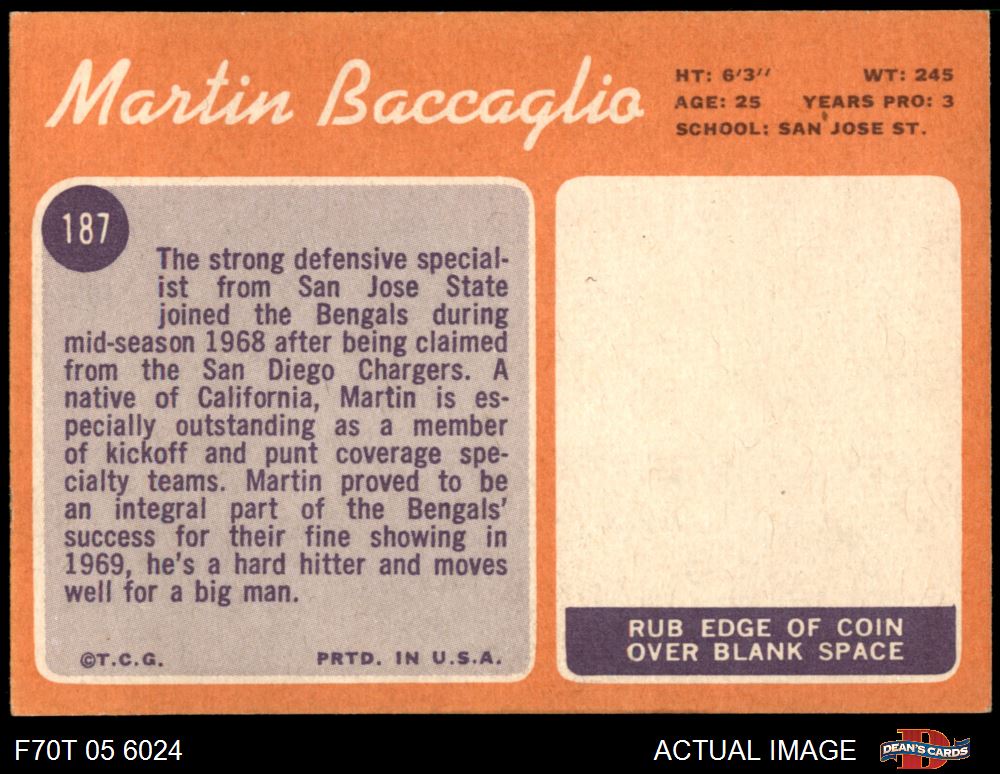 Martin Baccaglio
HT: 6'3" WT: 245
AGE: 25 YEARS PRO: 3
SCHOOL: SAN JOSE ST.
187
The strong defensive special-
ist from San Jose State
joined the Bengals during
mid-season 1968 after being claimed
from the San Diego Chargers. A
native of California, Martin is es-
pecially outstanding as a member
of kickoff and punt coverage spe-
cialty teams. Martin proved to be
an integral part of the Bengals'
success for their fine showing in
1969, he's a hard hitter and moves
well for a big man.
©T.C.G. PRTD. IN U.S.A.
RUB EDGE OF COIN
OVER BLANK SPACE
F70T 05 6024
ACTUAL IMAGE
DEAN'S CARDS